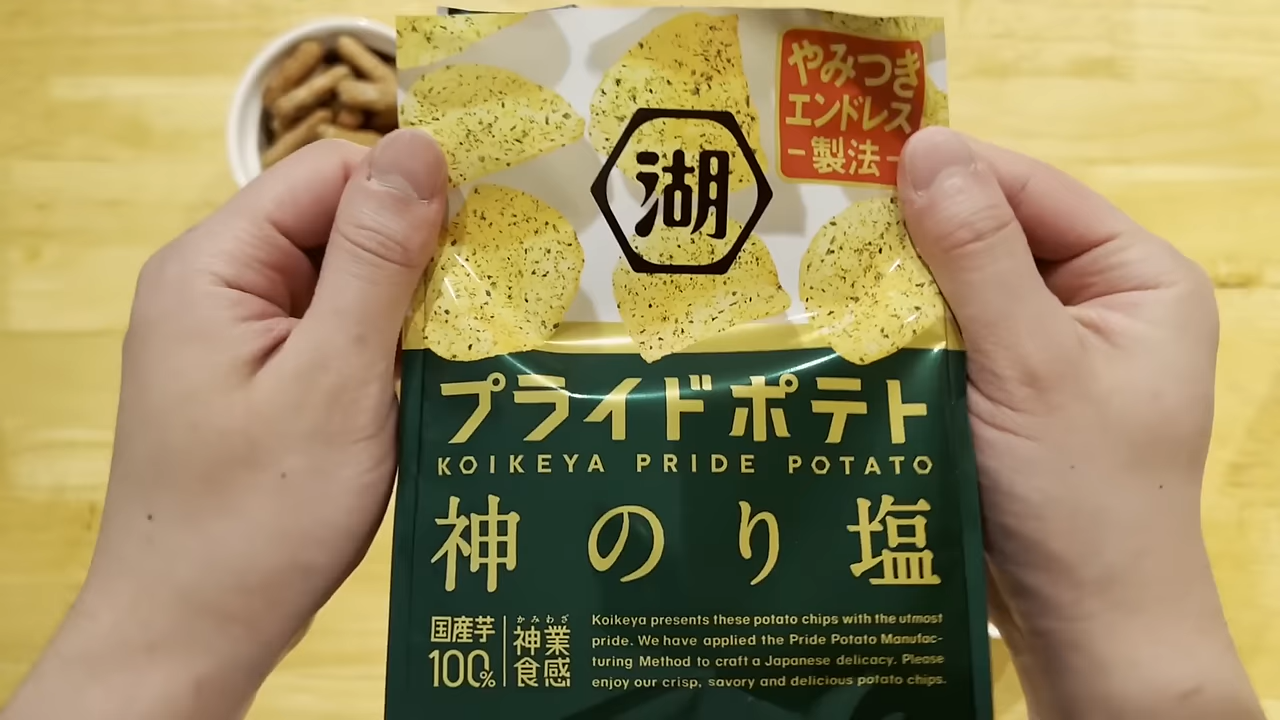 やみつき
エンドレス
-製法-
湖
プライドポテト
KOIKEYA PRIDE POTATO
神のり塩
国産芋
100%
かみわざ
神業
食感
Koikeya presents these potato chips with the utmost
pride. We have applied the Pride Potato Manufac-
turing Method to craft a Japanese delicacy. Please
enjoy our crisp, savory and delicious potato chips.